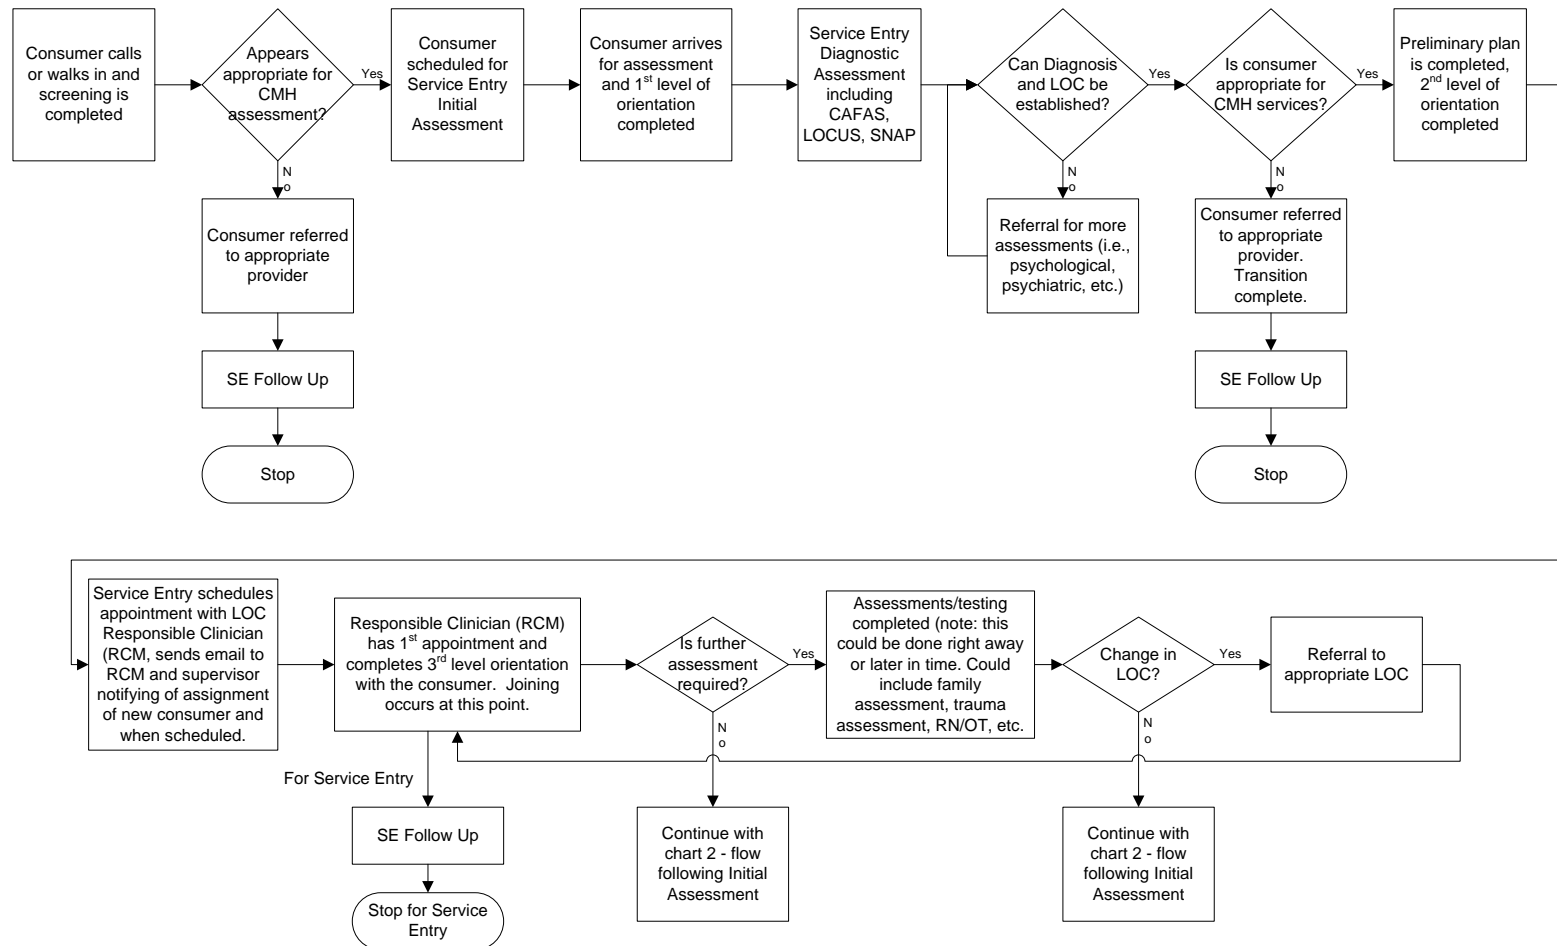 Consumer calls
or walks in and
screening is
completed
Appears
appropriate for
CMH
assessment?
Yes
Consumer
scheduled for
Service Entry
Initial
Assessment
Consumer arrives
for assessment
and 1st level of
orientation
completed
Service Entry
Diagnostic
Assessment
including
CAFAS,
LOCUS, SNAP
Can Diagnosis
and LOC be
established?
Yes
Is consumer
appropriate for
CMH services?
Yes
Preliminary plan
is completed,
2nd level of
orientation
completed
N
o
Consumer referred
to appropriate
provider
SE Follow Up
Stop
N
o
Referral for more
assessments (i.e.,
psychological,
psychiatric, etc.)
N
o
Consumer referred
to appropriate
provider.
Transition
complete.
SE Follow Up
Stop
Service Entry schedules
appointment with LOC
Responsible Clinician
(RCM, sends email to
RCM and supervisor
notifying of assignment
of new consumer and
when scheduled.
Responsible Clinician (RCM)
has 1st appointment and
completes 3rd level orientation
with the consumer. Joining
occurs at this point.
Is further
assessment
required?
Yes
Assessments/testing
completed (note: this
could be done right away
or later in time. Could
include family
assessment, trauma
assessment, RN/OT, etc.
Change in
LOC?
Yes
Referral to
appropriate LOC
For Service Entry
SE Follow Up
Stop for Service
Entry
N
o
Continue with
chart 2 - flow
following Initial
Assessment
N
o
Continue with
chart 2 - flow
following Initial
Assessment